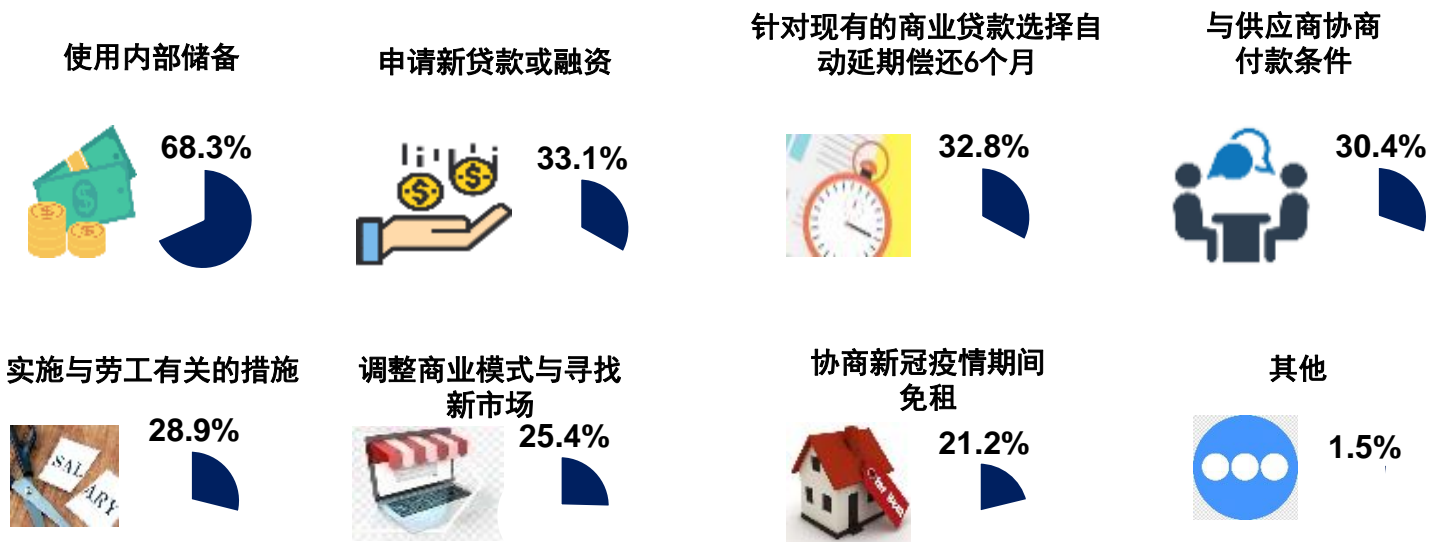 使用内部储备
68.3%
申请新贷款或融资
33.1%
针对现有的商业贷款选择自
动延期偿还6个月
32.8%
与供应商协商
付款条件
30.4%
实施与劳工有关的措施
28.9%
SAL
ARY
调整商业模式与寻找
新市场
25.4%
协商新冠疫情期间
免租
21.2%
其他
1.5%